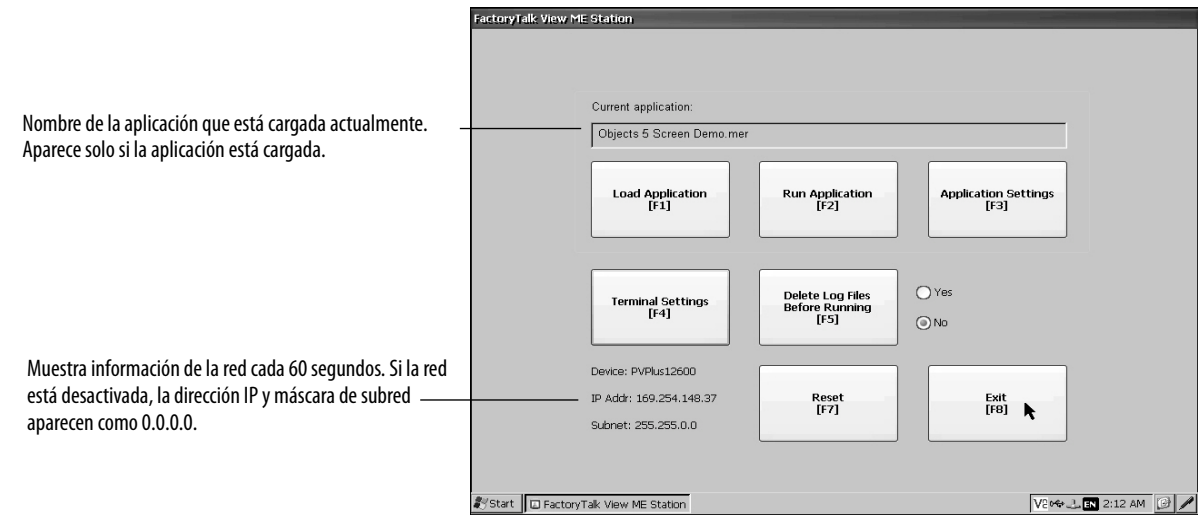 FactoryTalk View ME Station
Nombre de la aplicación que está cargada actualmente.
Aparece solo si la aplicación está cargada.
Current application:
Objects 5 Screen Demo.mer
Load Application
[F1]
Run Application
[F2]
Application Settings
[F3]
Terminal Settings
[F4]
Delete Log Files
Before Running
[F5]
Yes
No
Muestra información de la red cada 60 segundos. Si la red
está desactivada, la dirección IP y máscara de subred
aparecen como 0.0.0.0.
Device: PVPlus12600
IP Addr: 169.254.148.37
Subnet: 255.255.0.0
Reset
[F7]
Exit
[F8]
Start
FactoryTalk View ME Station
EN
2:12 AM